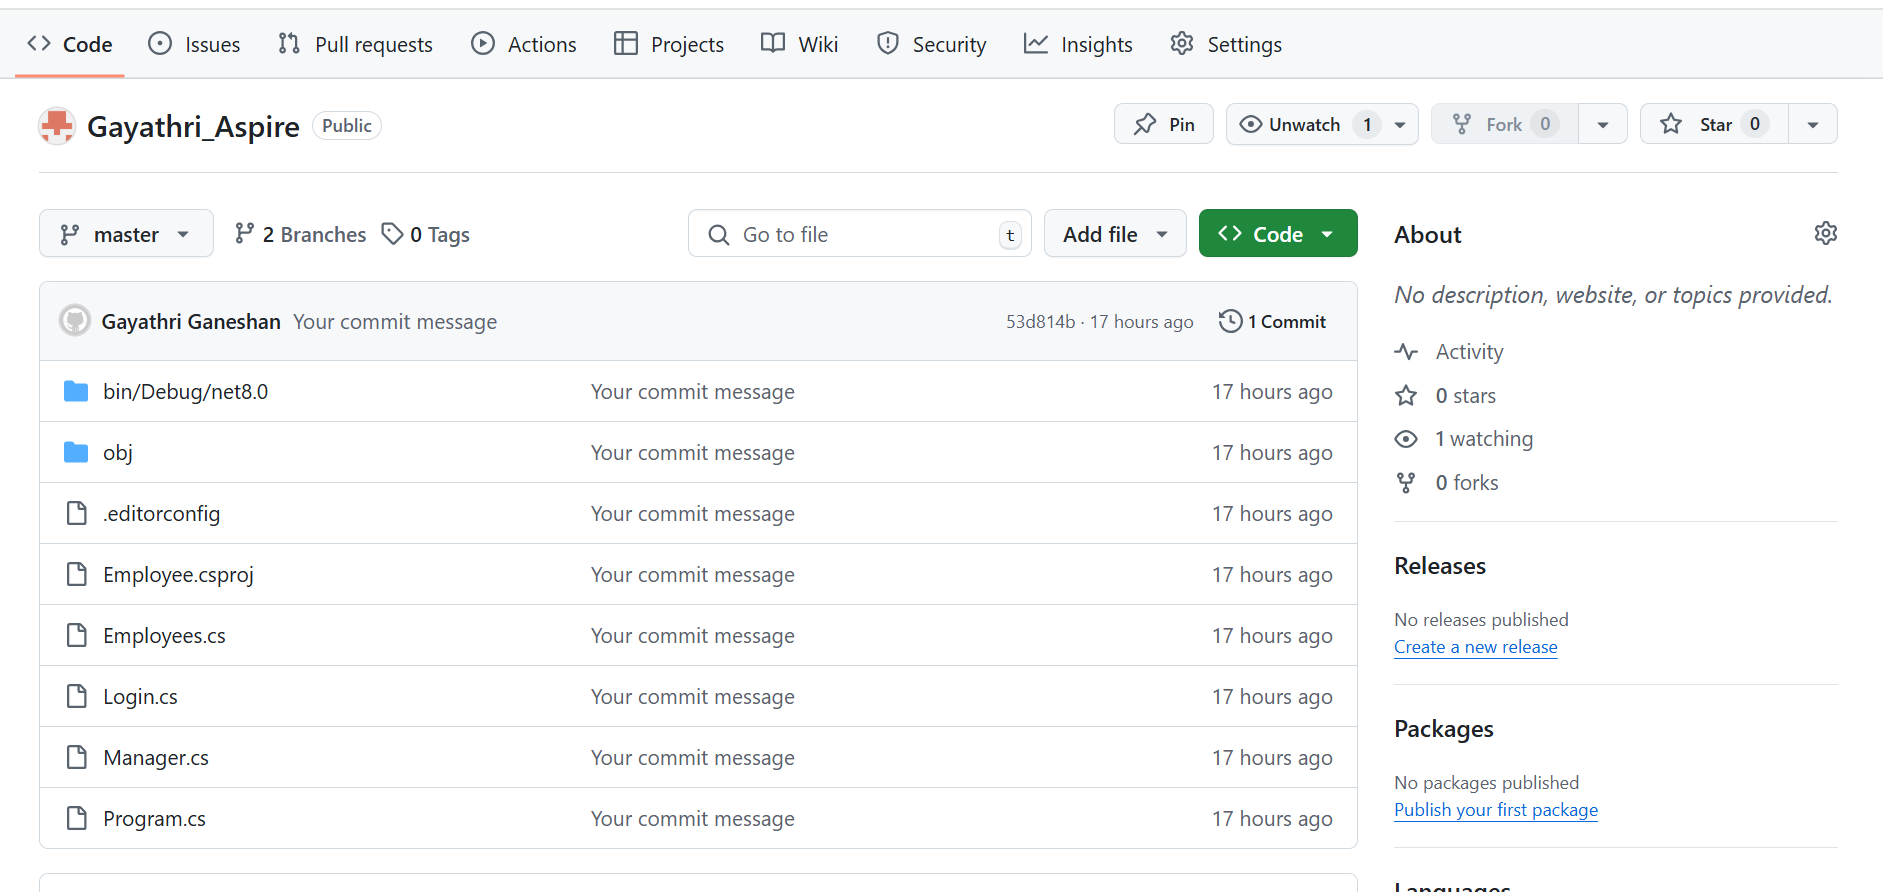 Code Issues Pull requests Actions Projects Wiki Security Insights Settings
Gayathri_Aspire Public Pin Unwatch 1 Fork 0 Star 0
master 2 Branches 0 Tags Go to file t Add file Code
Gayathri Ganeshan Your commit message 53d814b · 17 hours ago 1 Commit
bin/Debug/net8.0 Your commit message 17 hours ago
obj Your commit message 17 hours ago
.editorconfig Your commit message 17 hours ago
Employee.csproj Your commit message 17 hours ago
Employees.cs Your commit message 17 hours ago
Login.cs Your commit message 17 hours ago
Manager.cs Your commit message 17 hours ago
Program.cs Your commit message 17 hours ago
About
No description, website, or topics provided.
Activity
0 stars
1 watching
0 forks
Releases
No releases published
Create a new release
Packages
No packages published
Publish your first package
Languages